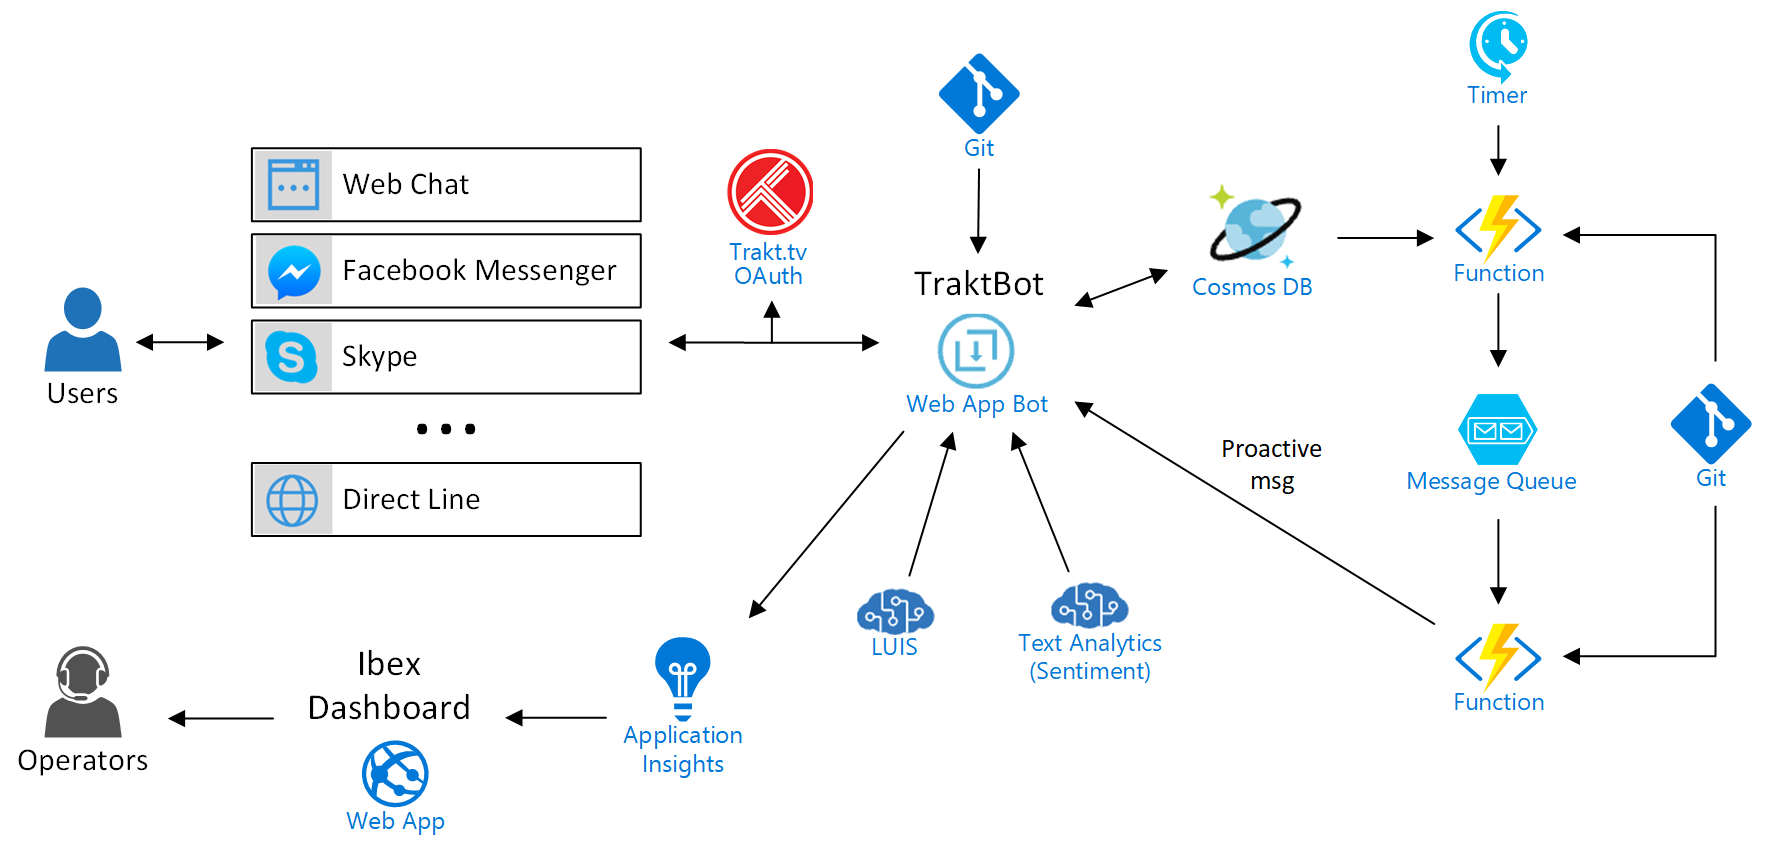 Timer
Git
Web Chat
Trakt.tv
OAuth
Facebook Messenger
TraktBot
Cosmos DB
Function
Users
Skype
Web App Bot
• • •
Proactive
msg
Message Queue
Git
Direct Line
LUIS
Text Analytics
(Sentiment)
Function
Operators
Ibex
Dashboard
Web App
Application
Insights